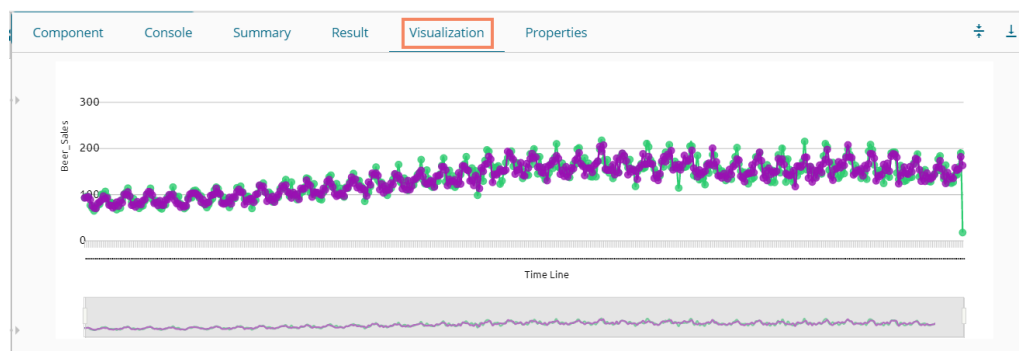 Component Console Summary Result Visualization Properties
300
Beer_Sales
200
100
0
Time Line